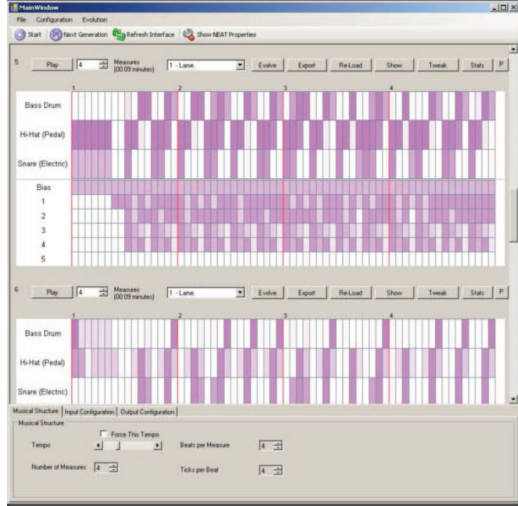 MainWindow
File Configuration Evolution
Start Next Generation Refresh Interface Show NEAT Properties
5 Play 4 Measures (00:09 minutes) 1 - Lame. Evolve Export Re-Load Show Tweak Stats P
1 2 3 4
Bass Drum
Hi-Hat (Pedal)
Snare (Electric)
Bias
1
2
3
4
5
6 Play 4 Measures (00:09 minutes) 1 - Lame. Evolve Export Re-Load Show Tweak Stats P
1 2 3 4
Bass Drum
Hi-Hat (Pedal)
Snare (Electric)
Musical Structure Input Configuration Output Configuration
Musical Structure
Force This Tempo
Tempo Beats per Measure 4
Number of Measures 4 Ticks per Beat 4